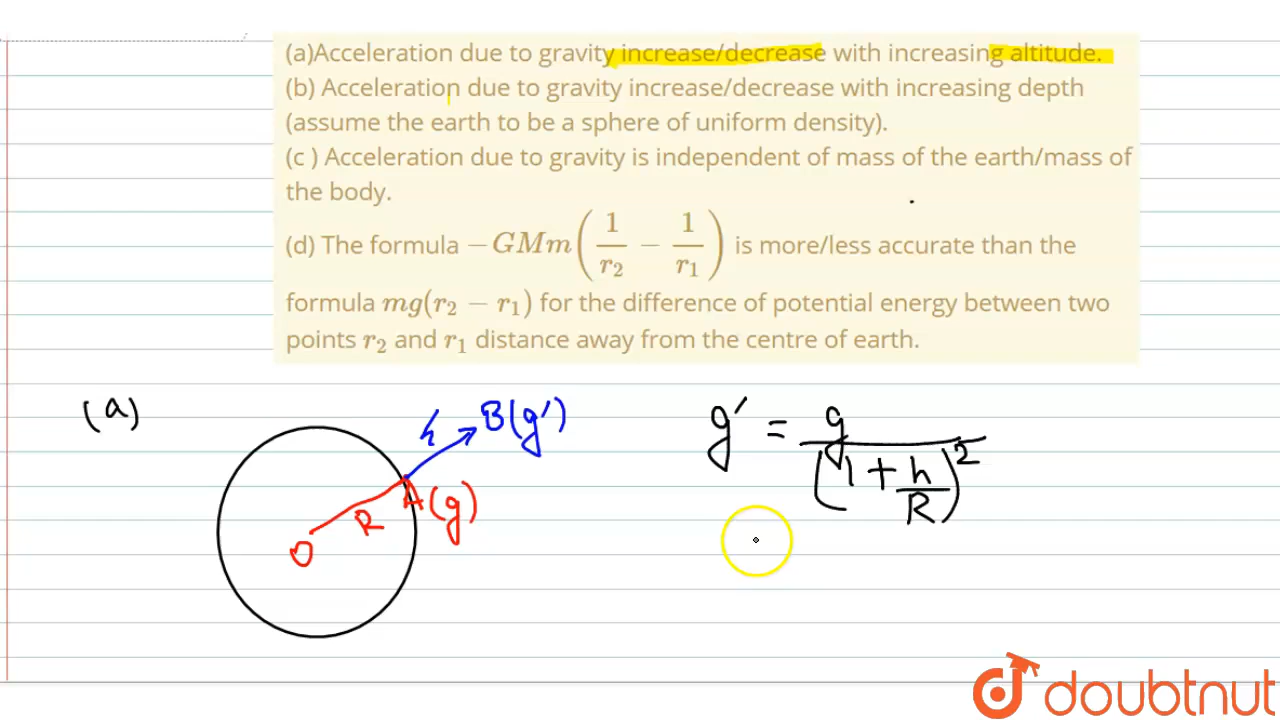 (a)Acceleration due to gravity increase/decrease with increasing altitude.
(b) Acceleration due to gravity increase/decrease with increasing depth
(assume the earth to be a sphere of uniform density).
(c ) Acceleration due to gravity is independent of mass of the earth/mass of
the body.
(d) The formula −GMm(1/r₂ − 1/r₁) is more/less accurate than the
formula mg(r₂ − r₁) for the difference of potential energy between two
points r₂ and r₁ distance away from the centre of earth.
(a)
h B(g')
A(g)
R
O
g' = g/(1 + h/R)²
doubtnut